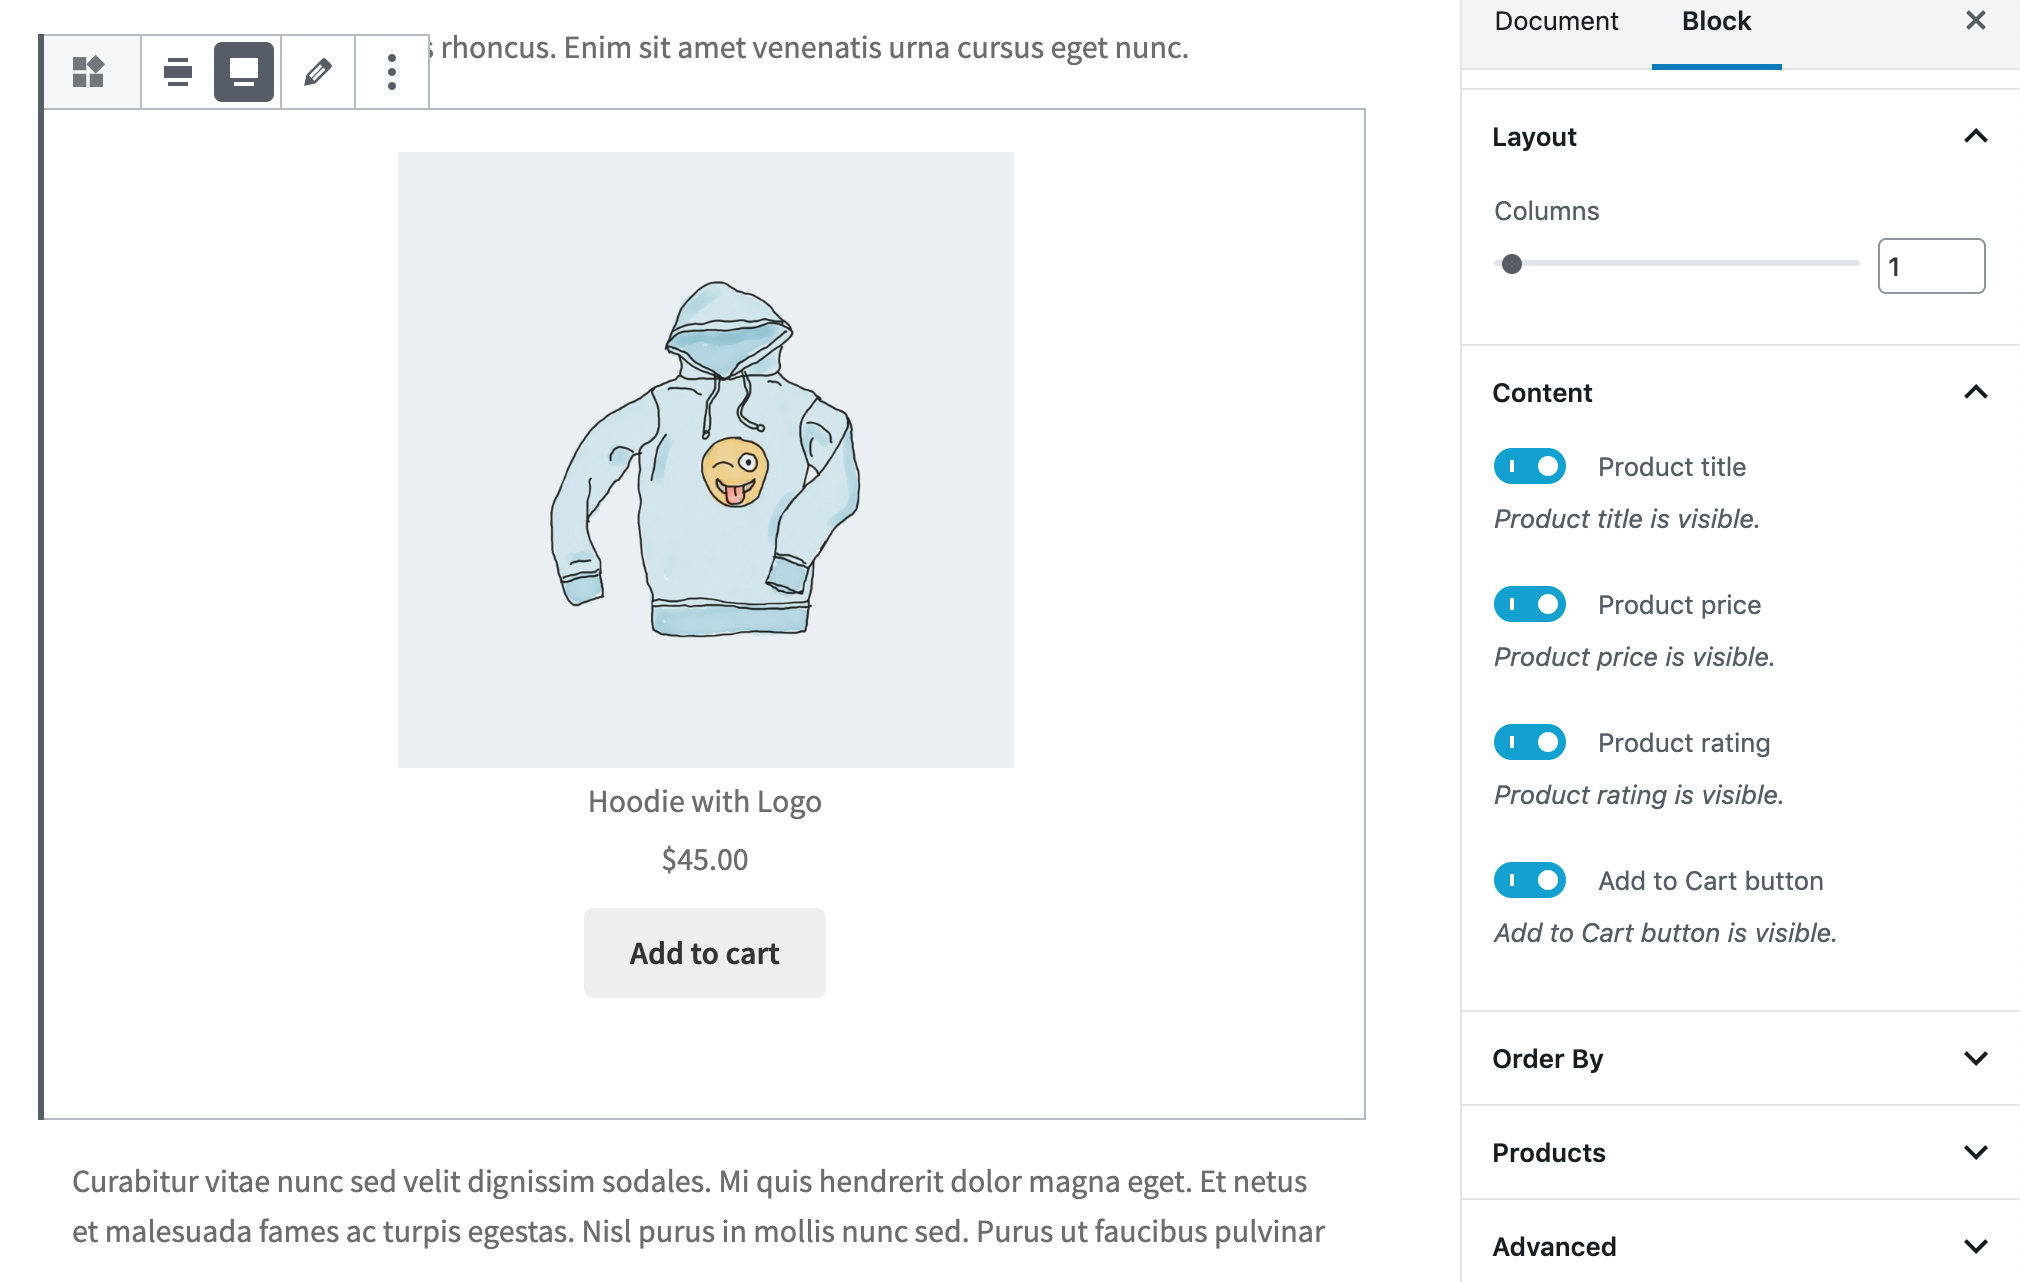 rhoncus. Enim sit amet venenatis urna cursus eget nunc.
Hoodie with Logo
$45.00
Add to cart
Curabitur vitae nunc sed velit dignissim sodales. Mi quis hendrerit dolor magna eget. Et netus
et malesuada fames ac turpis egestas. Nisl purus in mollis nunc sed. Purus ut faucibus pulvinar
Document Block
Layout
Columns
1
Content
Product title
Product title is visible.
Product price
Product price is visible.
Product rating
Product rating is visible.
Add to Cart button
Add to Cart button is visible.
Order By
Products
Advanced